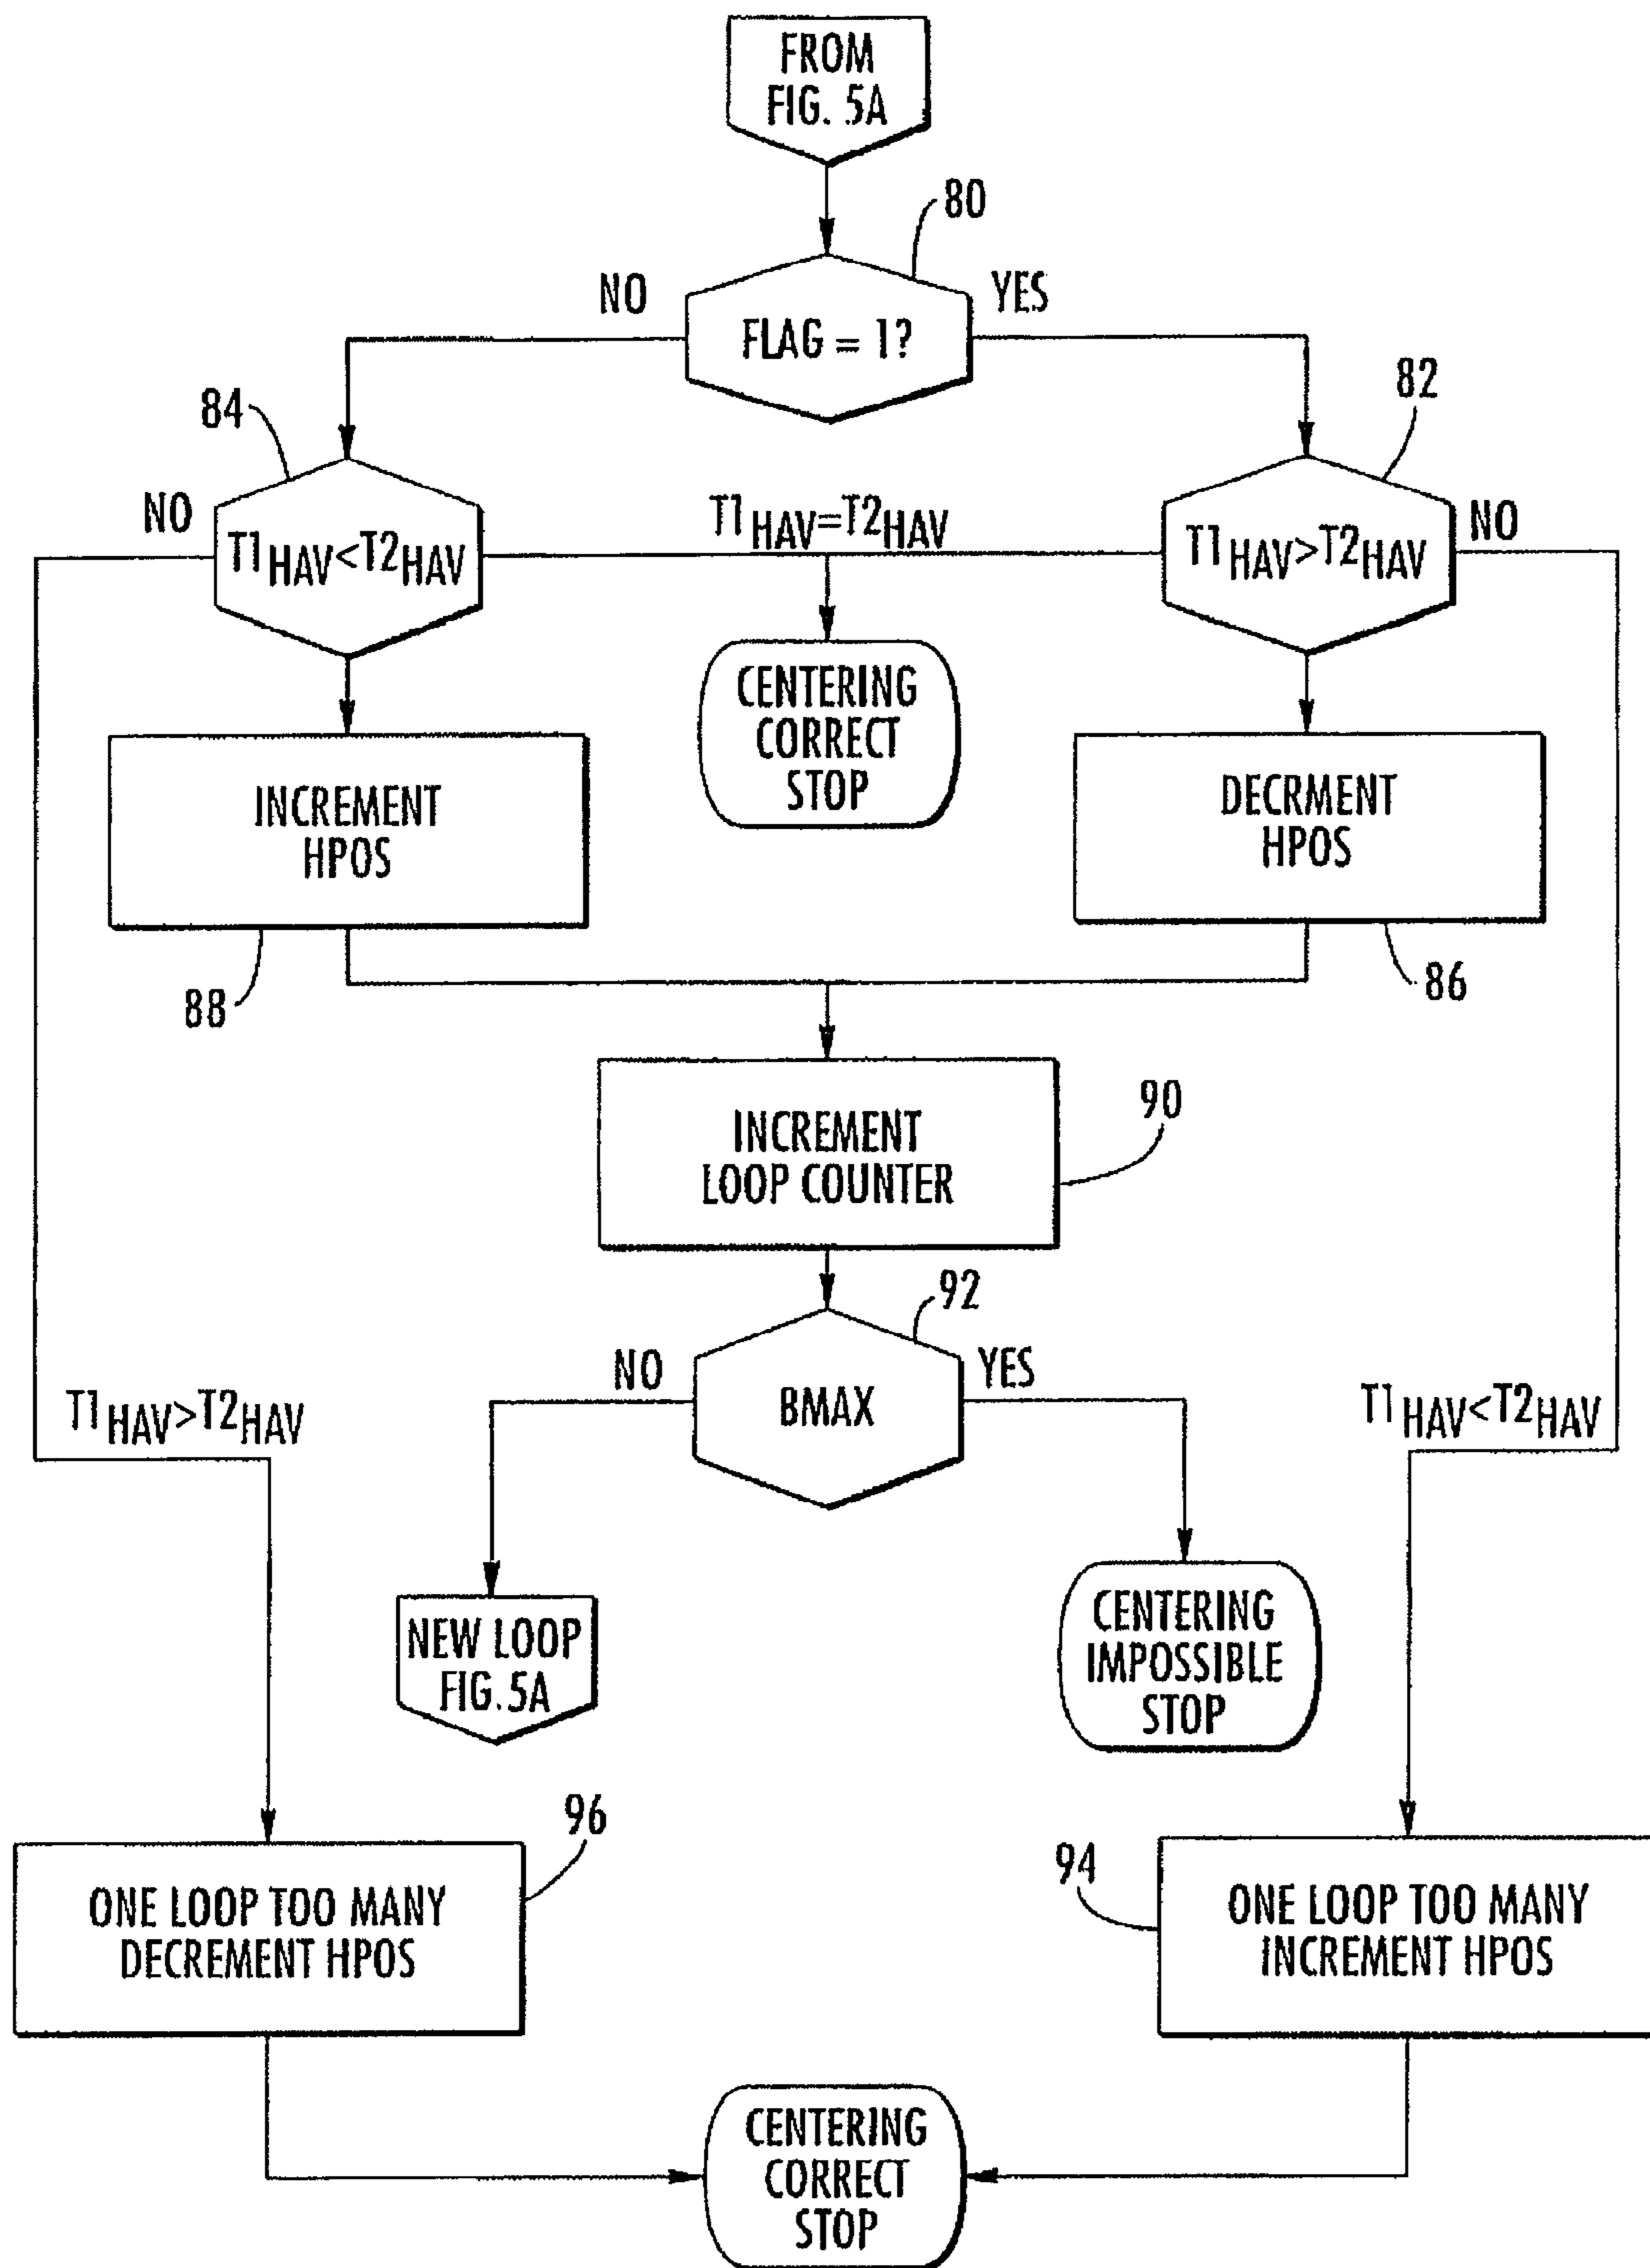 FROM
FIG. 5A
80
NO
YES
FLAG = 1?
84
82
NO
T1HAV<T2HAV
T1HAV=T2HAV
T1HAV>T2HAV
NO
CENTERING
CORRECT
STOP
INCREMENT
HPOS
DECRMENT
HPOS
88
86
INCREMENT
LOOP COUNTER
90
92
NO
YES
BMAX
T1HAV>T2HAV
T1HAV<T2HAV
NEW LOOP
FIG. 5A
CENTERING
IMPOSSIBLE
STOP
96
94
ONE LOOP TOO MANY
DECREMENT HPOS
ONE LOOP TOO MANY
INCREMENT HPOS
CENTERING
CORRECT
STOP